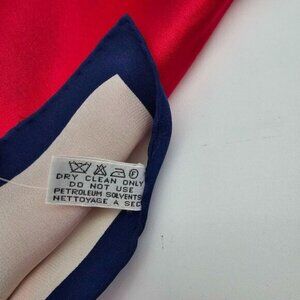 F
DRY CLEAN ONLY
DO NOT USE
PETROLEUM SOLVENTS
NETTOYAGE A SEC